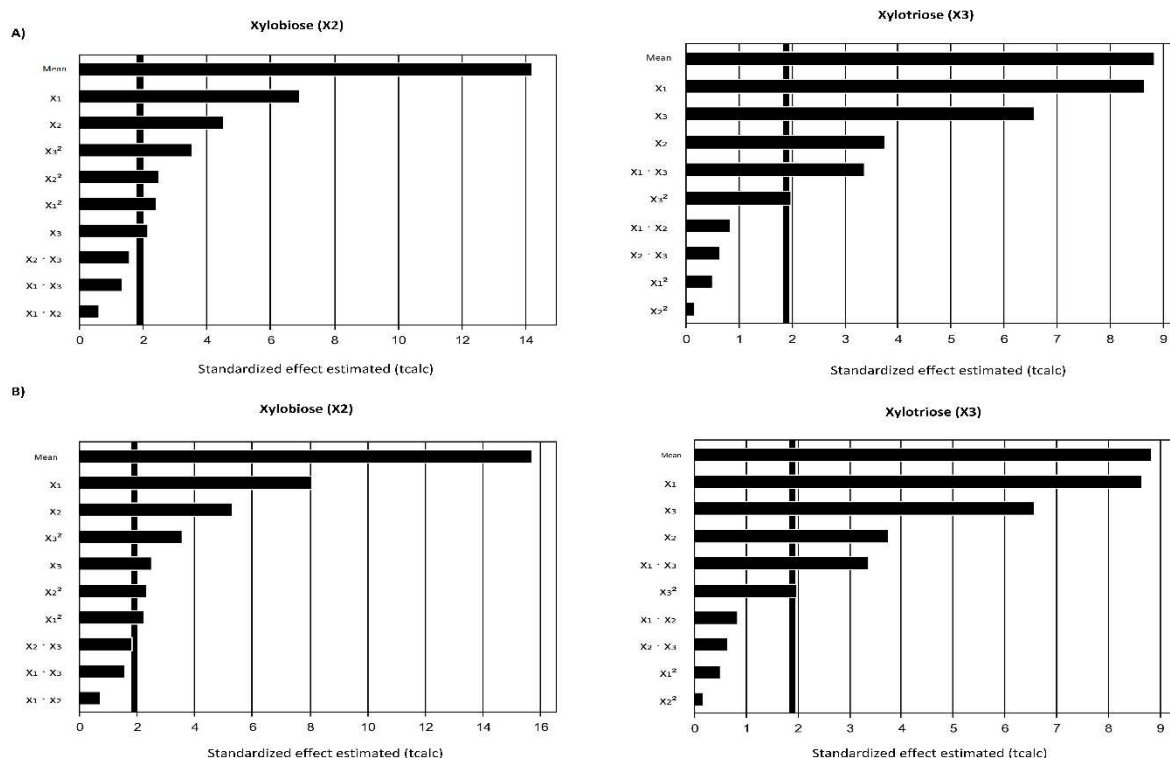 A)
Xylobiose (X2)
Mean
x₁
x₂
x₃²
x₂²
x₁²
x₃
x₂ · x₃
x₁ · x₃
x₁ · x₂
0 2 4 6 8 10 12 14
Standardized effect estimated (tcalc)
Xylotriose (X3)
Mean
x₁
x₃
x₂
x₁ · x₃
x₃²
x₁ · x₂
x₂ · x₃
x₁²
x₂²
0 1 2 3 4 5 6 7 8 9
Standardized effect estimated (tcalc)
B)
Xylobiose (X2)
Mean
x₁
x₂
x₃²
x₃
x₂²
x₁²
x₂ · x₃
x₁ · x₃
x₁ · x₂
0 2 4 6 8 10 12 14 16
Standardized effect estimated (tcalc)
Xylotriose (X3)
Mean
x₁
x₃
x₂
x₁ · x₃
x₃²
x₁ · x₂
x₂ · x₃
x₁²
x₂²
0 1 2 3 4 5 6 7 8 9
Standardized effect estimated (tcalc)